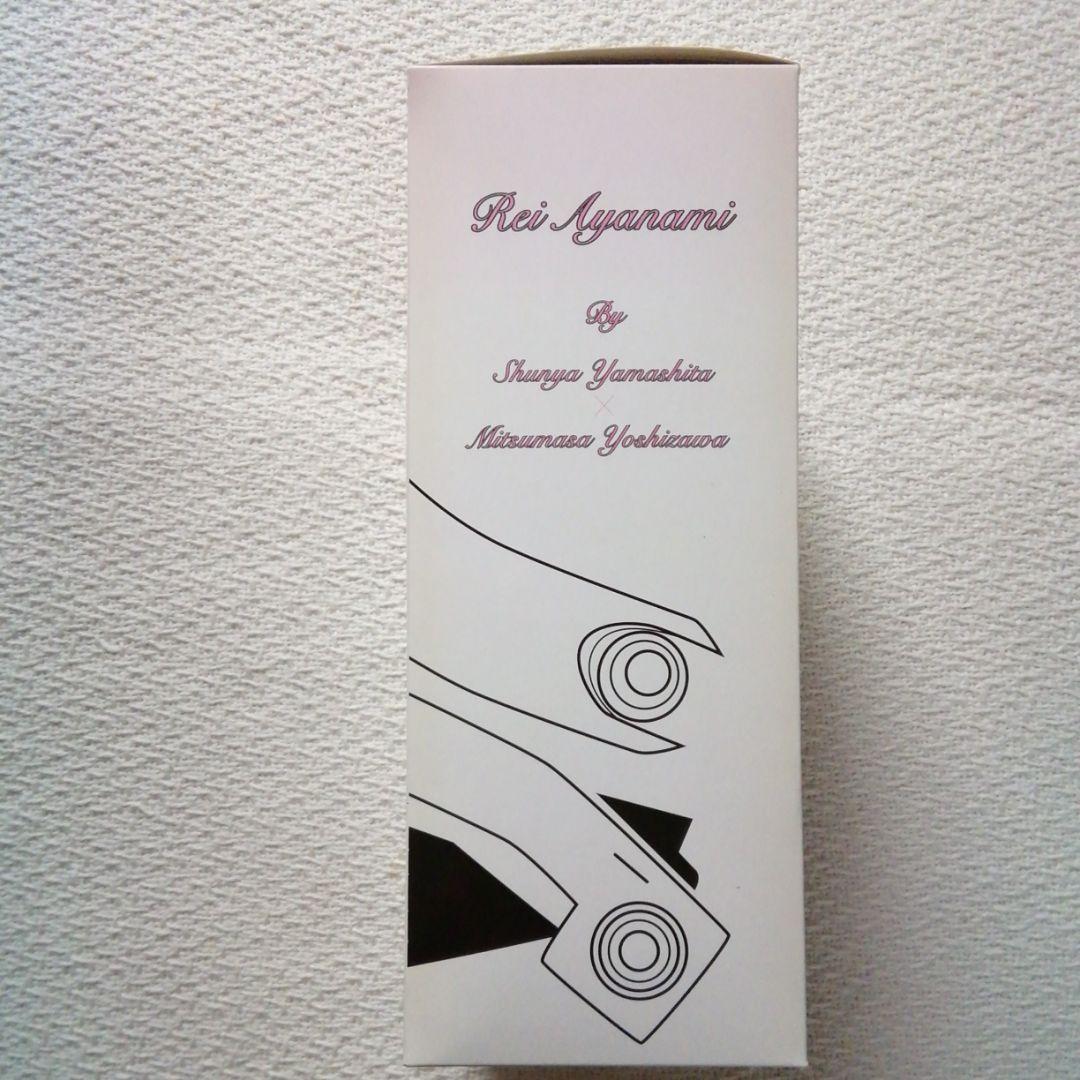 Rei Ayanami
By
Shunya Yamashita
×
Mitsumasa Yoshizawa